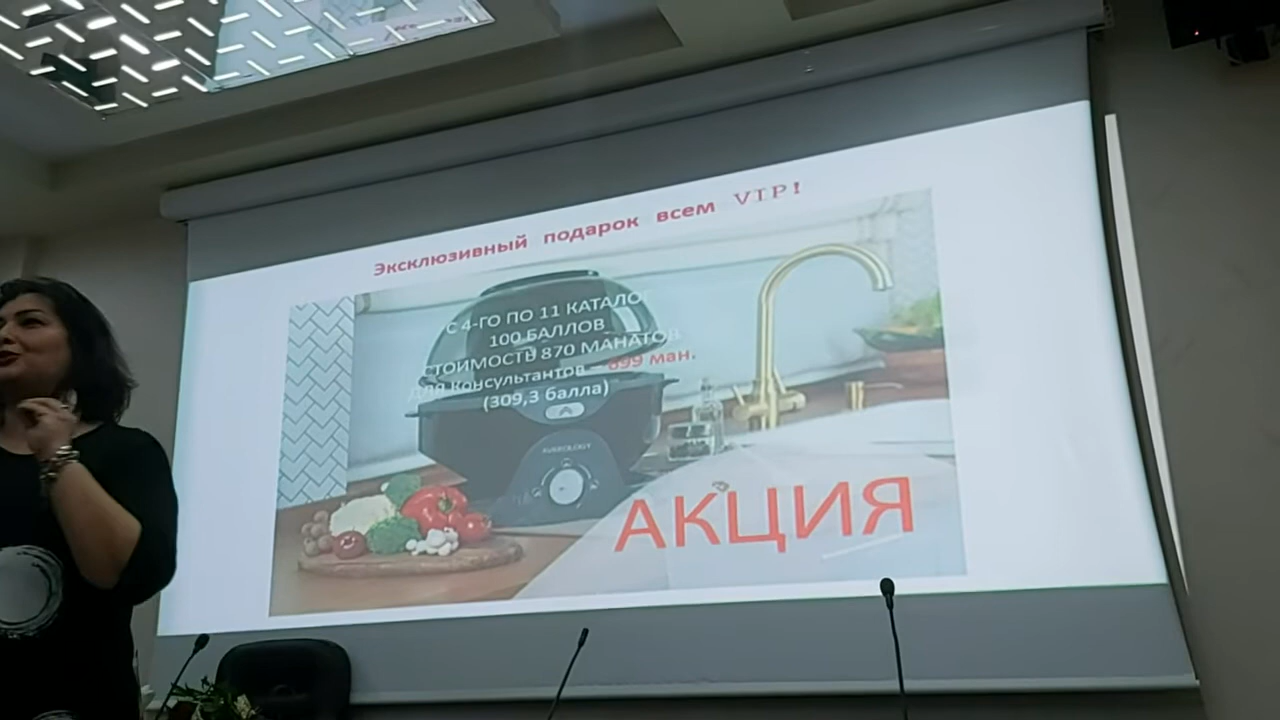 Эксклюзивный подарок всем VIP!
С 4-ГО ПО 11 КАТАЛОГ
100 БАЛЛОВ
СТОИМОСТЬ 870 МАНАТОВ
Для консультантов – 699 ман.
(309,3 балла)
АКЦИЯ